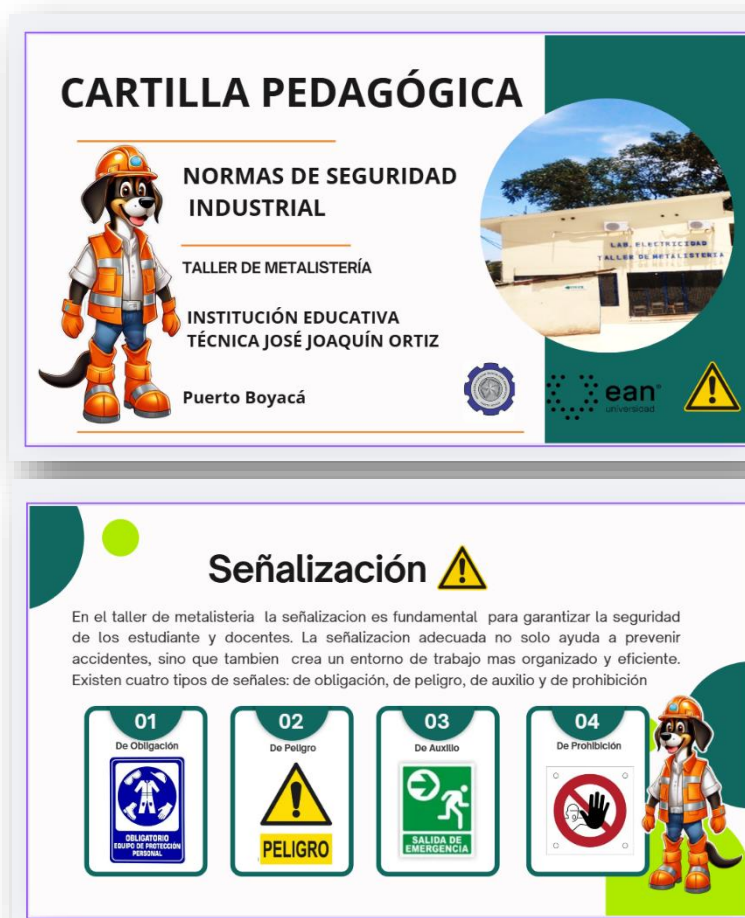 CARTILLA PEDAGÓGICA
NORMAS DE SEGURIDAD
INDUSTRIAL
TALLER DE METALISTERÍA
INSTITUCIÓN EDUCATIVA
TÉCNICA JOSÉ JOAQUÍN ORTIZ
Puerto Boyacá
LAB. ELECTRICIDAD
TALLER DE METALISTERIA
ean
universidad
Señalización
En el taller de metalisteria la señalizacion es fundamental para garantizar la seguridad
de los estudiante y docentes. La señalizacion adecuada no solo ayuda a prevenir
accidentes, sino que tambien crea un entorno de trabajo mas organizado y eficiente.
Existen cuatro tipos de señales: de obligación, de peligro, de auxilio y de prohibición
01
De Obligación
OBLIGATORIO
EQUIPO DE PROTECCIÓN
PERSONAL
02
De Peligro
PELIGRO
03
De Auxilio
SALIDA DE
EMERGENCIA
04
De Prohibición